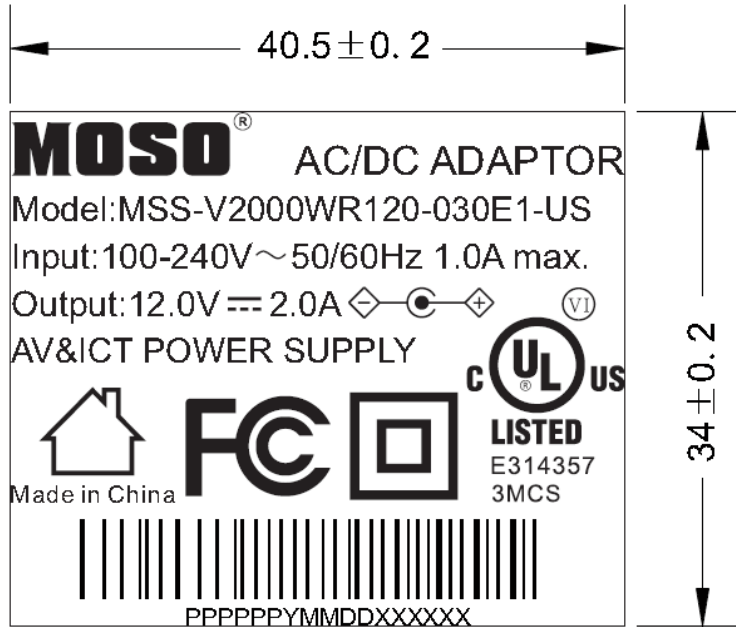 40.5±0.2
MOSO®
AC/DC ADAPTOR
Model:MSS-V2000WR120-030E1-US
Input:100-240V～50/60Hz 1.0A max.
Output:12.0V⎓2.0A
VI
AV&ICT POWER SUPPLY
C UL® US
LISTED
E314357
3MCS
FC
Made in China
PPPPPPYMMDDXXXXXX
34±0.2